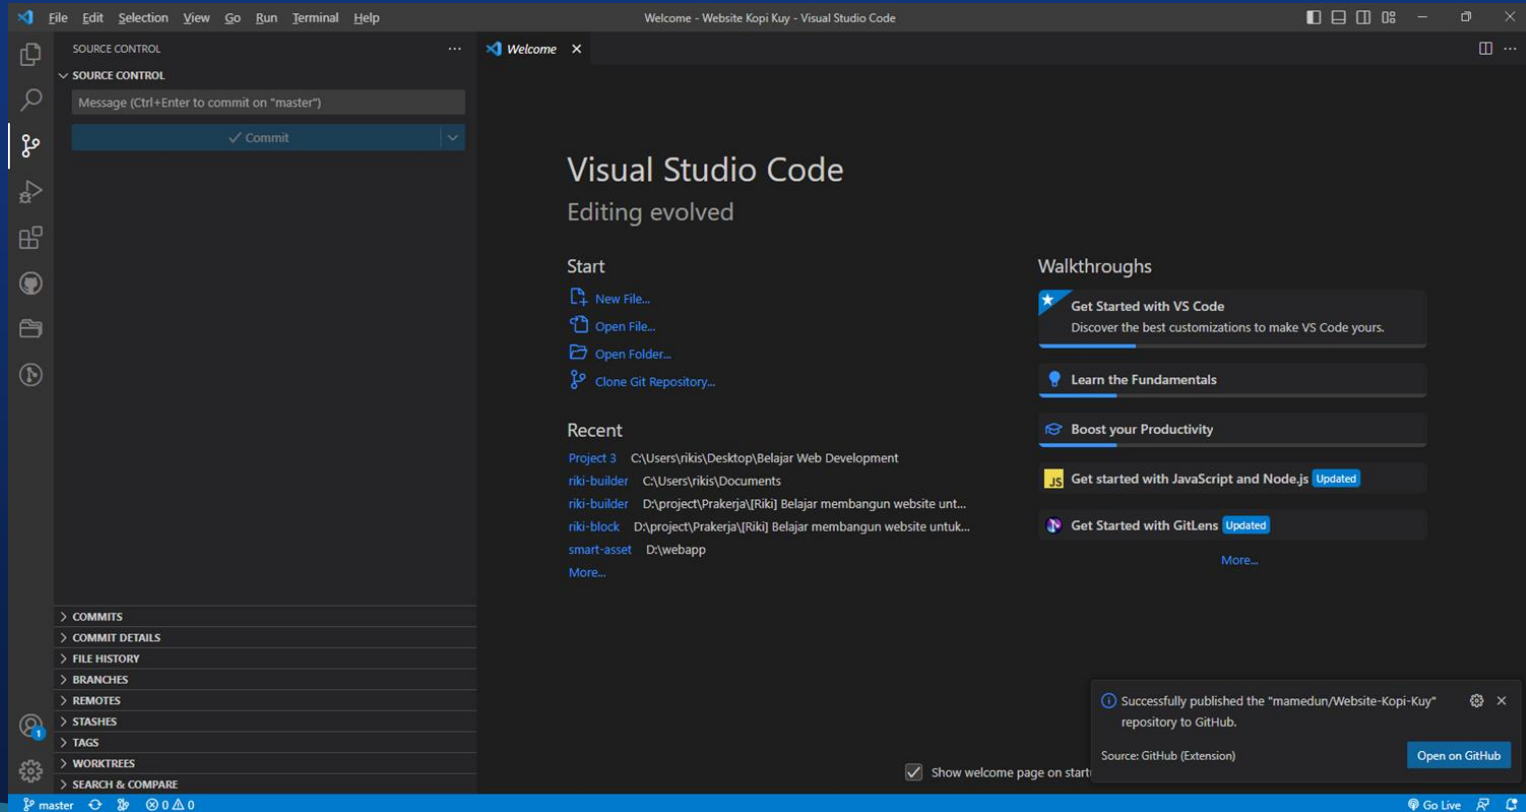 File Edit Selection View Go Run Terminal Help
Welcome - Website Kopi Kuy - Visual Studio Code
SOURCE CONTROL
SOURCE CONTROL
Message (Ctrl+Enter to commit on "master")
Commit
COMMITS
COMMIT DETAILS
FILE HISTORY
BRANCHES
REMOTES
STASHES
TAGS
WORKTREES
SEARCH & COMPARE
1
Welcome
Visual Studio Code
Editing evolved
Start
New File...
Open File...
Open Folder...
Clone Git Repository...
Recent
Project 3 C:\Users\rikis\Desktop\Belajar Web Development
riki-builder C:\Users\rikis\Documents
riki-builder D:\project\Prakerja\[Riki] Belajar membangun website unt...
riki-block D:\project\Prakerja\[Riki] Belajar membangun website untuk...
smart-asset D:\webapp
More...
Walkthroughs
Get Started with VS Code
Discover the best customizations to make VS Code yours.
Learn the Fundamentals
Boost your Productivity
JS Get started with JavaScript and Node.js Updated
Get Started with GitLens Updated
More...
Show welcome page on start
Successfully published the "mamedun/Website-Kopi-Kuy"
repository to GitHub.
Source: GitHub (Extension)
Open on GitHub
master 0 0
Go Live